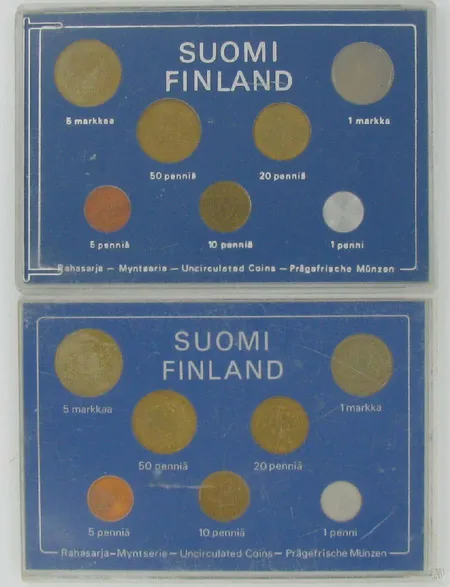 SUOMI
FINLAND
5 markkaa
1 markka
50 penniä
20 penniä
5 penniä
10 penniä
1 penni
Rahasarja – Myntserie – Uncirculated Coins – Prägefrische Münzen
SUOMI
FINLAND
5 markkaa
1 markka
50 penniä
20 penniä
5 penniä
10 penniä
1 penni
Rahasarja – Myntserie – Uncirculated Coins – Prägefrische Münzen